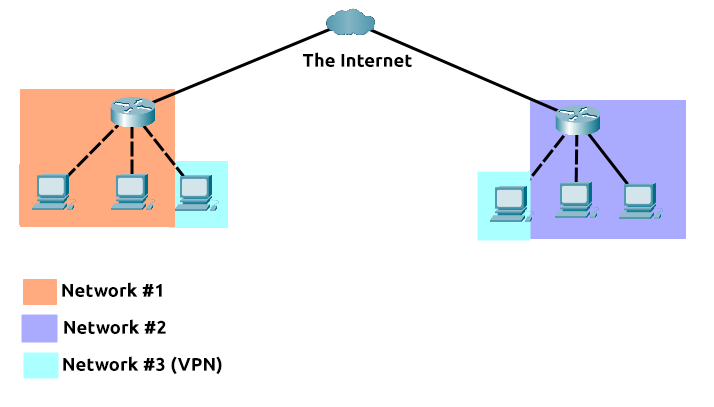 The Internet
Network #1
Network #2
Network #3 (VPN)